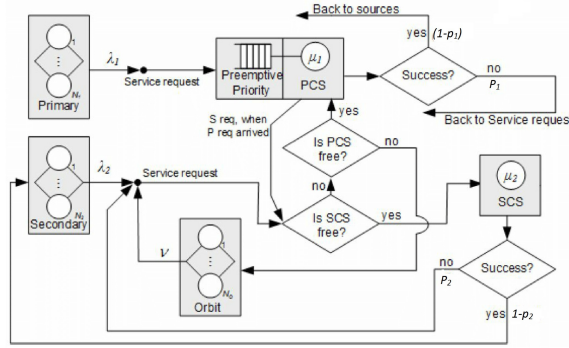 Back to sources
yes (1-p₁)
λ₁
μ₁
1
N₁
Primary
Service request
Preemptive
Priority
PCS
Success?
no
P₁
Back to Service reques
S req, when
P req arrived
yes
Is PCS
free?
no
no
1
λ₂
Secondary
Service request
Is SCS
free?
yes
μ₂
SCS
1
ν
Orbit
no
P₂
Success?
yes 1-p₂